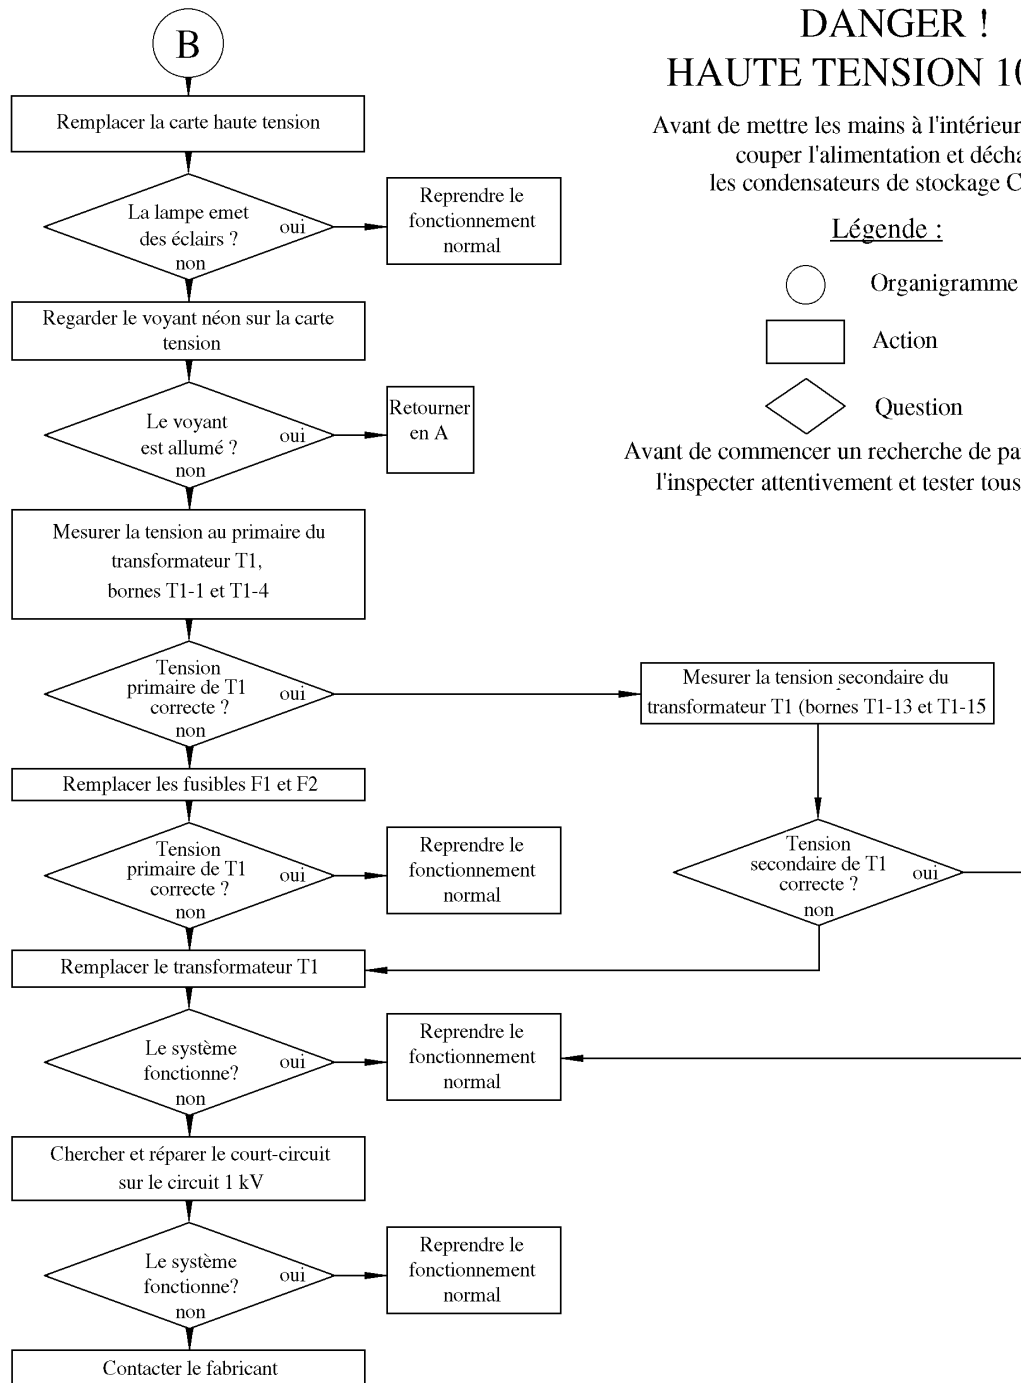 B
DANGER !
HAUTE TENSION
Avant de mettre les mains à l'intérieur
couper l'alimentation et
les condensateurs de stockage
Légende :
Organigramme
Action
Question
Avant de commencer un recherche de
l'inspecter attentivement et tester
Remplacer la carte haute tension
La lampe emet
des éclairs ?
oui
non
Reprendre le
fonctionnement
normal
Regarder le voyant néon sur la carte
tension
Le voyant
est allumé ?
oui
non
Retourner
en A
Mesurer la tension au primaire du
transformateur T1,
bornes T1-1 et T1-4
Tension
primaire de T1
correcte ?
oui
non
Mesurer la tension secondaire du
transformateur T1 (bornes T1-13 et T1-15
Remplacer les fusibles F1 et F2
Tension
primaire de T1
correcte ?
oui
non
Reprendre le
fonctionnement
normal
Tension
secondaire de T1
correcte ?
oui
non
Remplacer le transformateur T1
Le système
fonctionne?
oui
non
Reprendre le
fonctionnement
normal
Chercher et réparer le court-circuit
sur le circuit 1 kV
Le système
fonctionne?
oui
non
Reprendre le
fonctionnement
normal
Contacter le fabricant